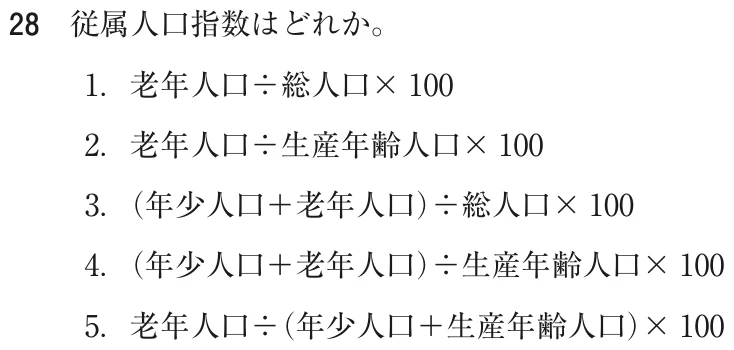 28 従属人口指数はどれか。
1. 老年人口÷総人口×100
2. 老年人口÷生産年齢人口×100
3. (年少人口+老年人口)÷総人口×100
4. (年少人口+老年人口)÷生産年齢人口×100
5. 老年人口÷(年少人口+生産年齢人口)×100